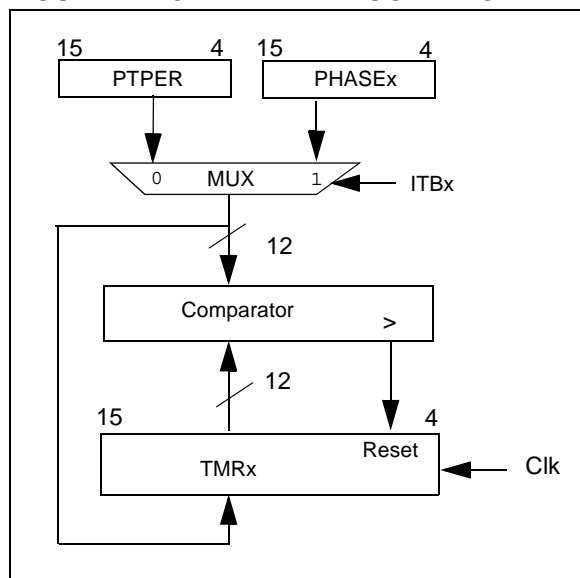 15 4 15 4
PTPER PHASEx
0 MUX 1
ITBx
12
Comparator
>
12
15 4
Reset
TMRx
Clk